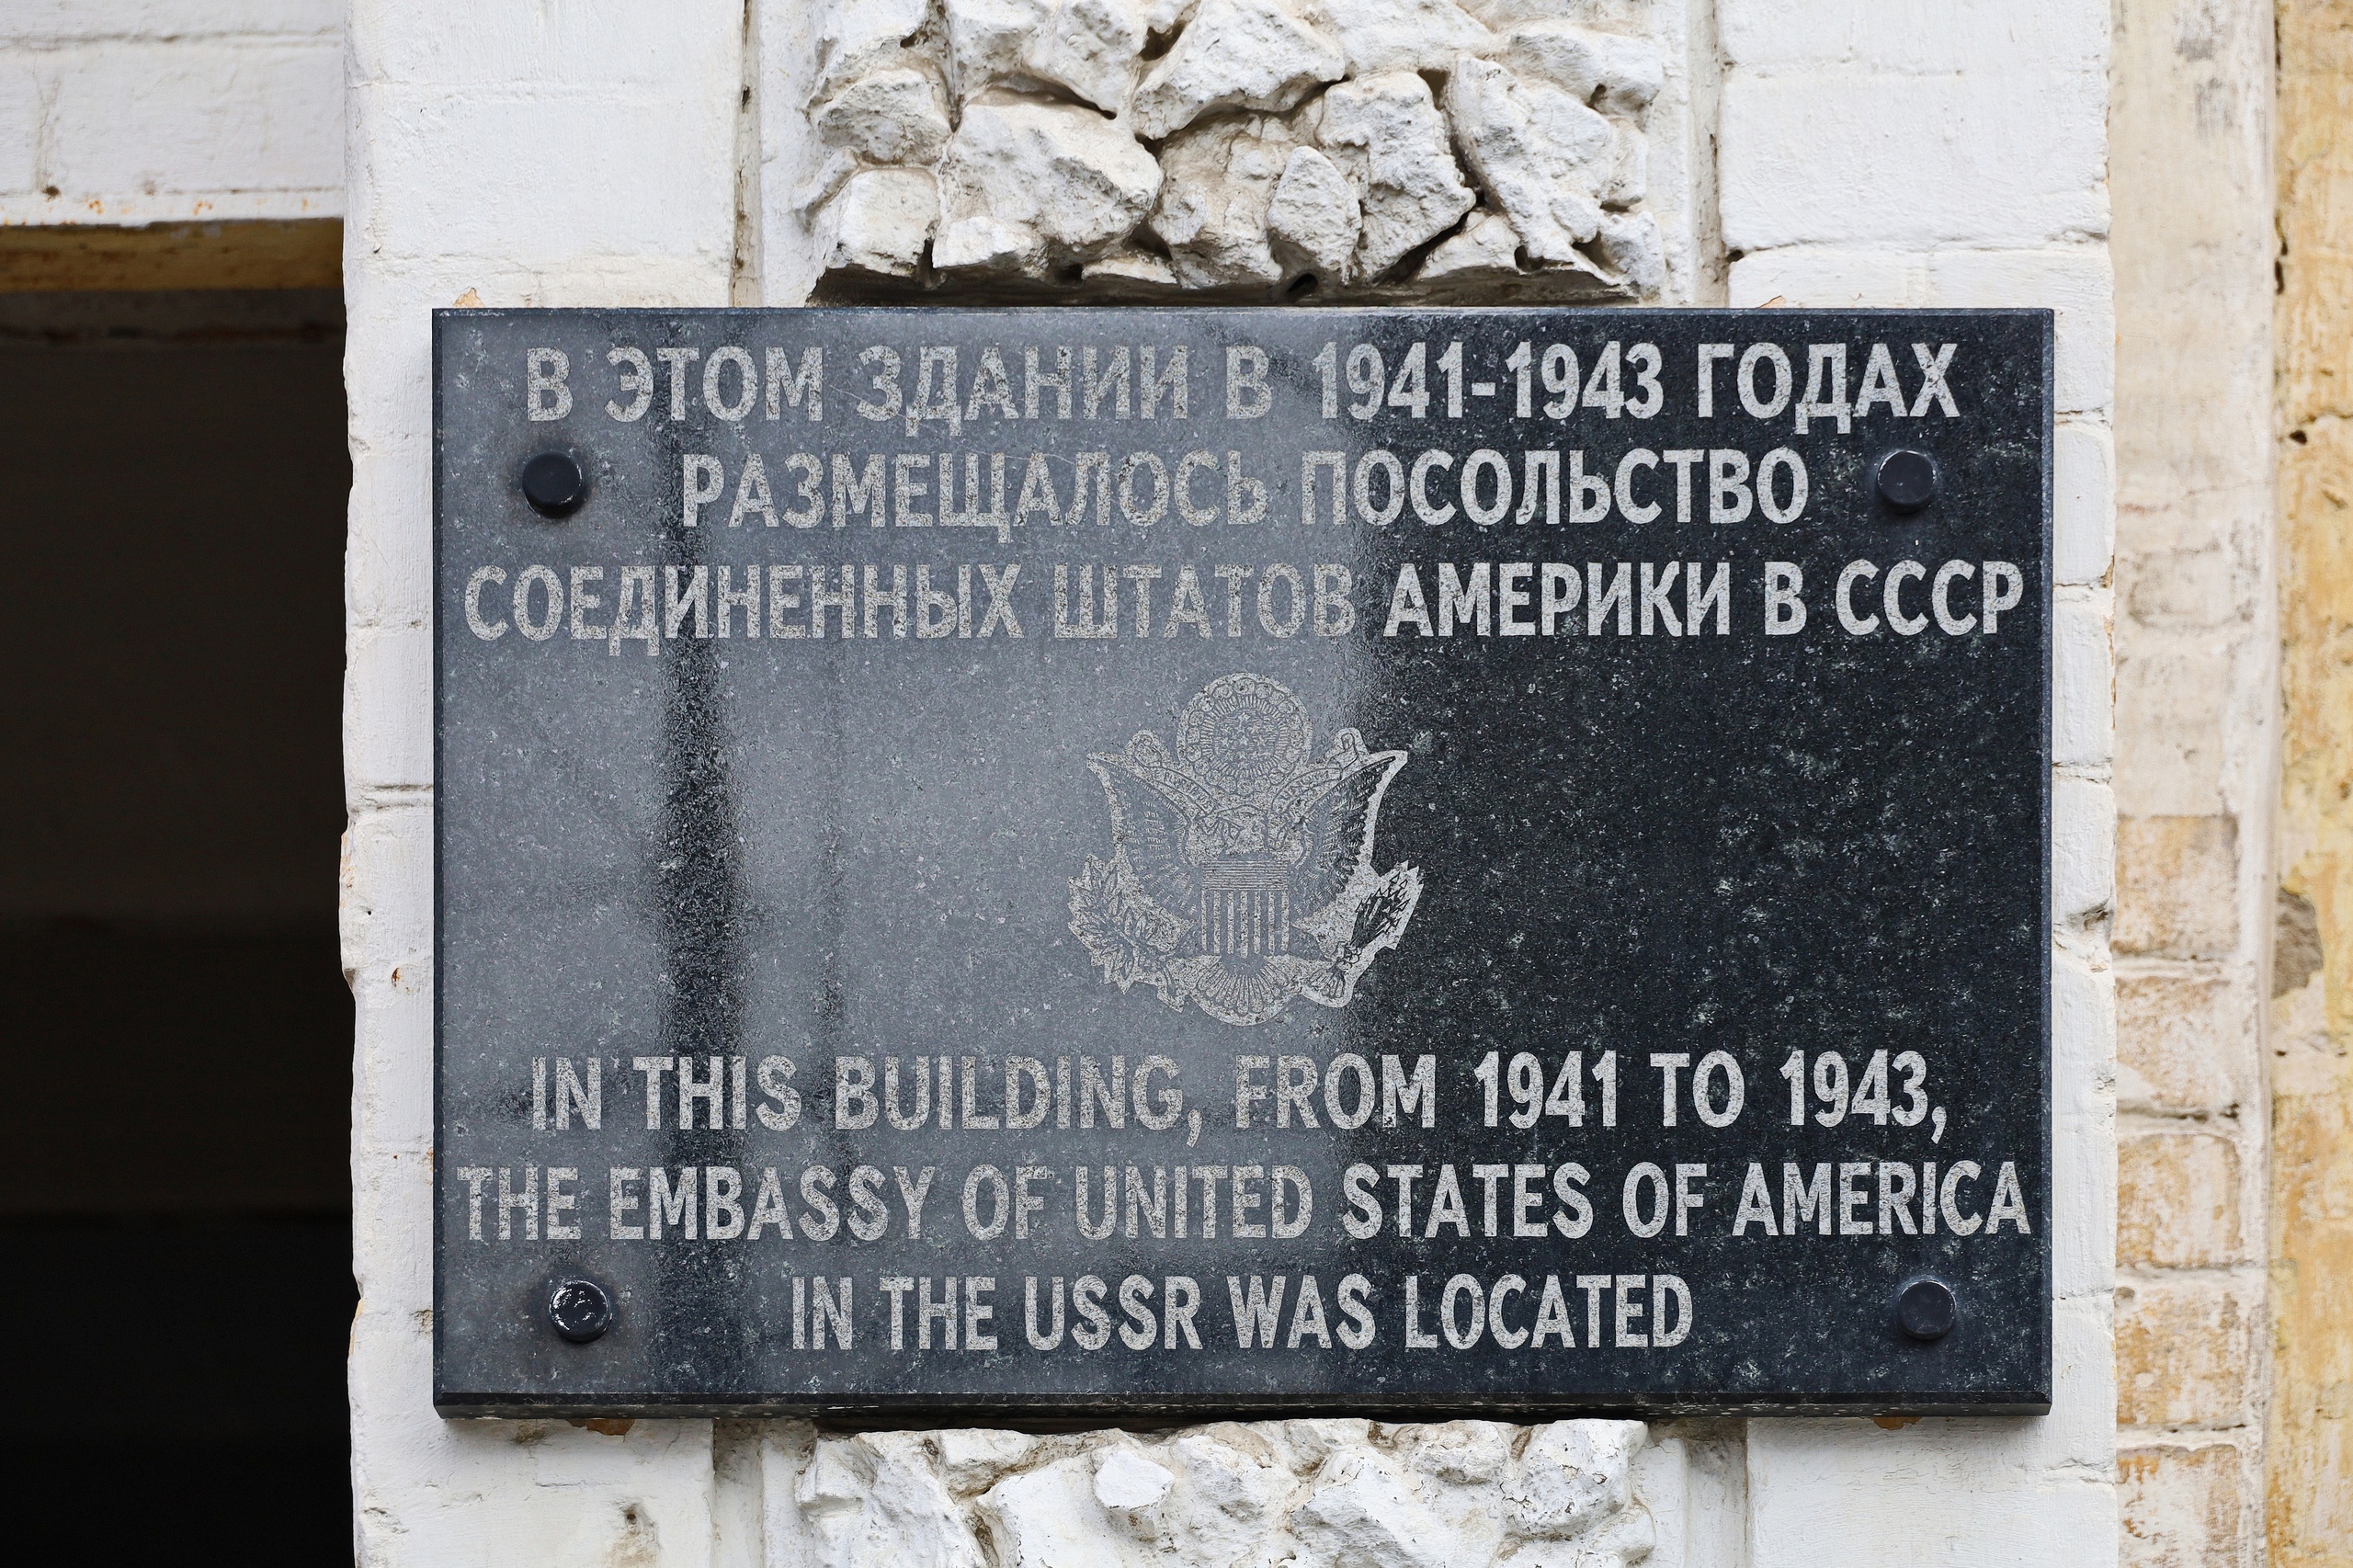 В ЭТОМ ЗДАНИИ В 1941-1943 ГОДАХ
РАЗМЕЩАЛОСЬ ПОСОЛЬСТВО
СОЕДИНЕННЫХ ШТАТОВ АМЕРИКИ В СССР
IN THIS BUILDING, FROM 1941 TO 1943,
THE EMBASSY OF UNITED STATES OF AMERICA
IN THE USSR WAS LOCATED